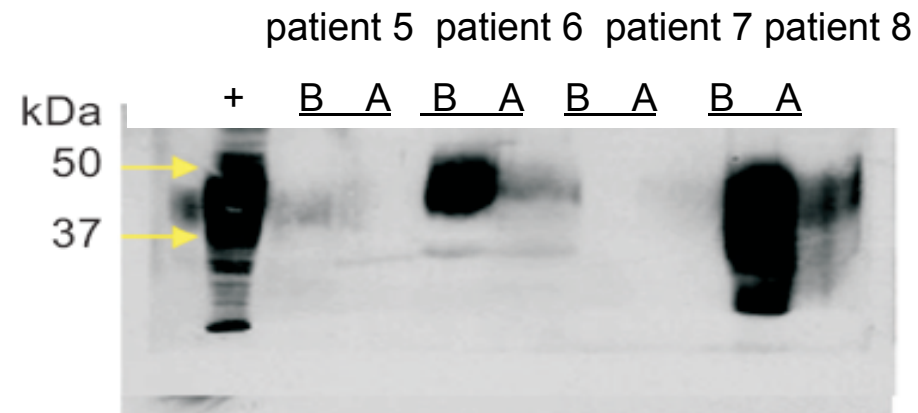 patient 5 patient 6 patient 7 patient 8
+ B A B A B A B A
kDa
50
37